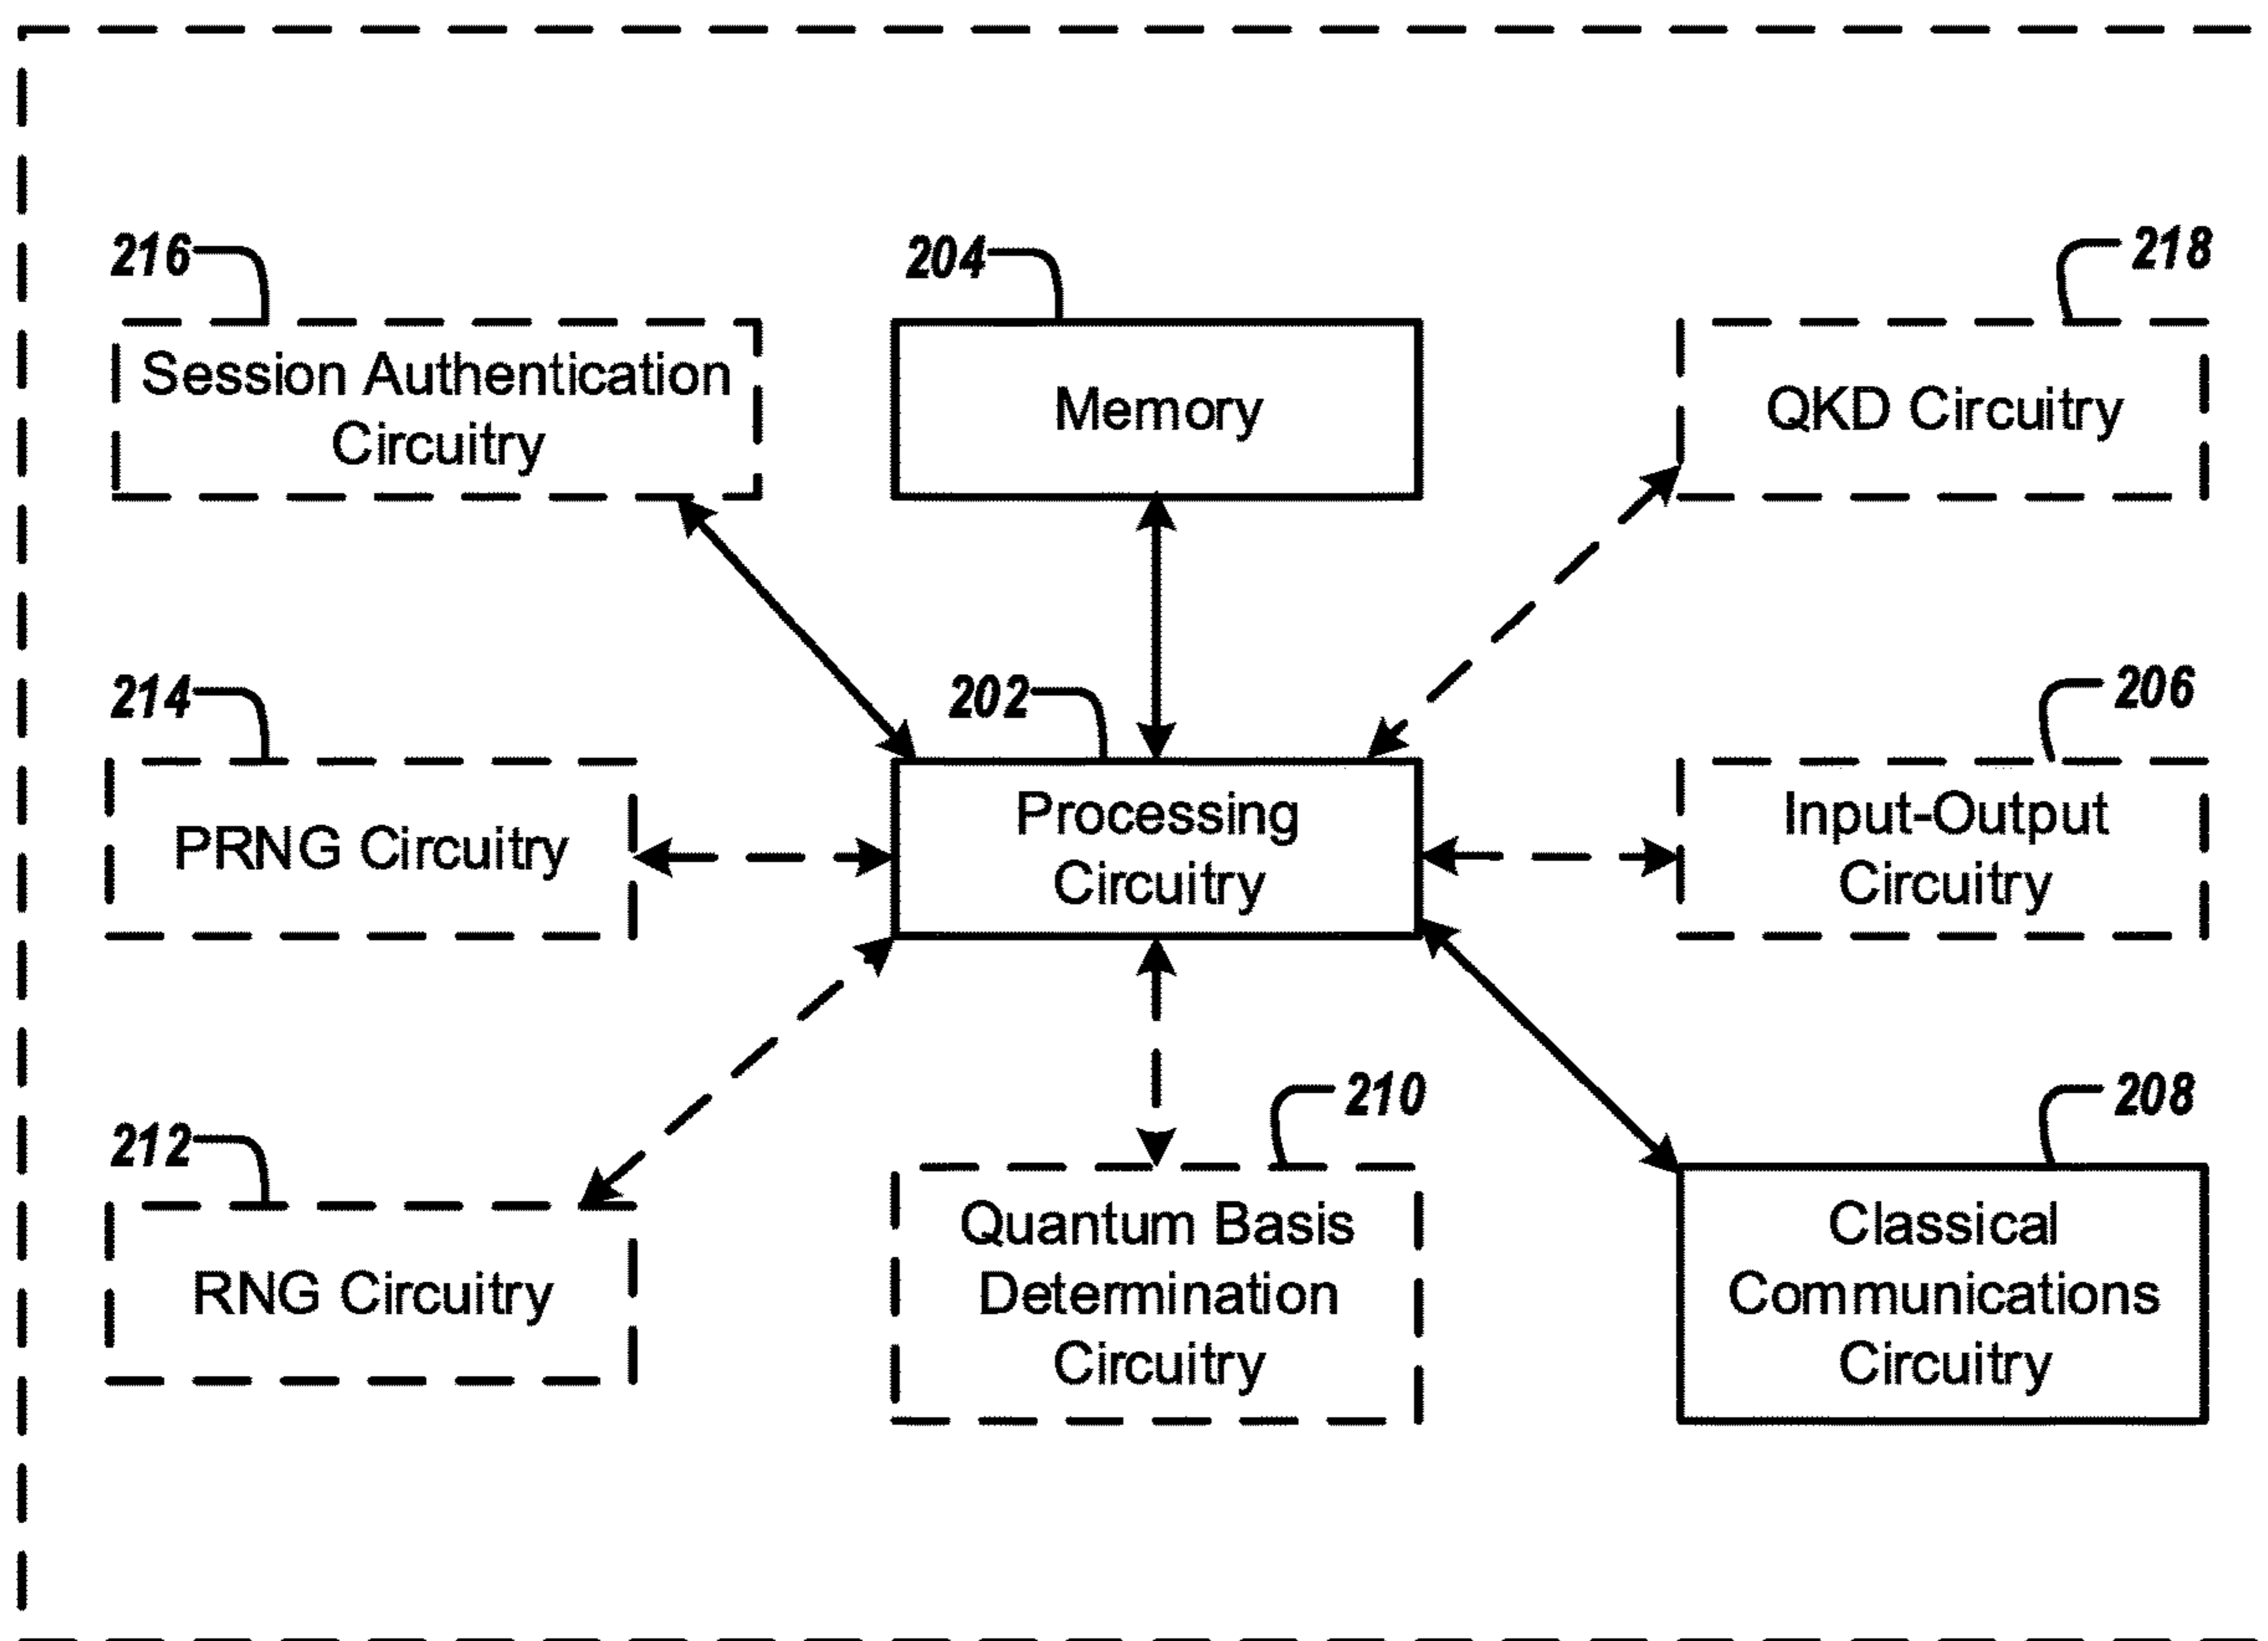 216
204
218
Session Authentication
Circuitry
Memory
QKD Circuitry
214
202
206
PRNG Circuitry
Processing
Circuitry
Input-Output
Circuitry
212
210
208
RNG Circuitry
Quantum Basis
Determination
Circuitry
Classical
Communications
Circuitry